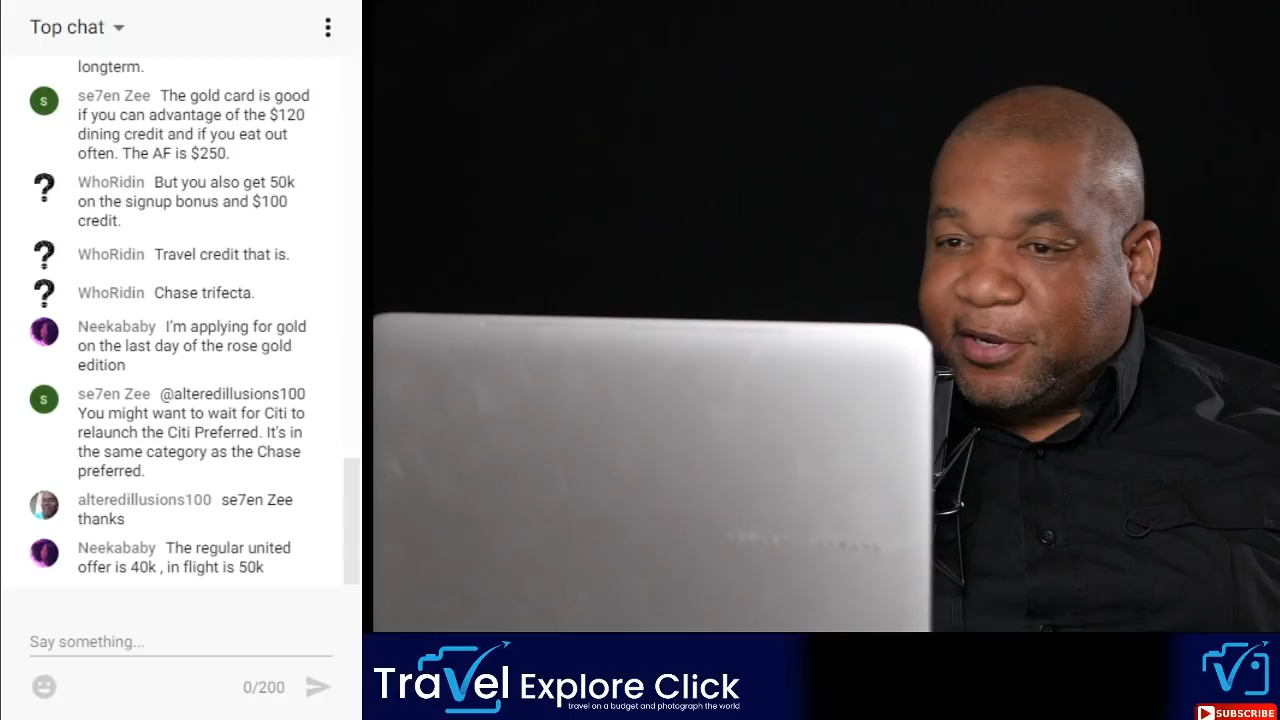 Top chat
longterm.
S
se7en Zee The gold card is good
if you can advantage of the $120
dining credit and if you eat out
often. The AF is $250.
WhoRidin But you also get 50k
on the signup bonus and $100
credit.
WhoRidin Travel credit that is.
WhoRidin Chase trifecta.
Neekababy I'm applying for gold
on the last day of the rose gold
edition
S
se7en Zee @alteredillusions100
You might want to wait for Citi to
relaunch the Citi Preferred. It's in
the same category as the Chase
preferred.
alteredillusions100 se7en Zee
thanks
Neekababy The regular united
offer is 40k , in flight is 50k
Say something...
0/200
Travel Explore Click
travel on a budget and photograph the world
SUBSCRIBE